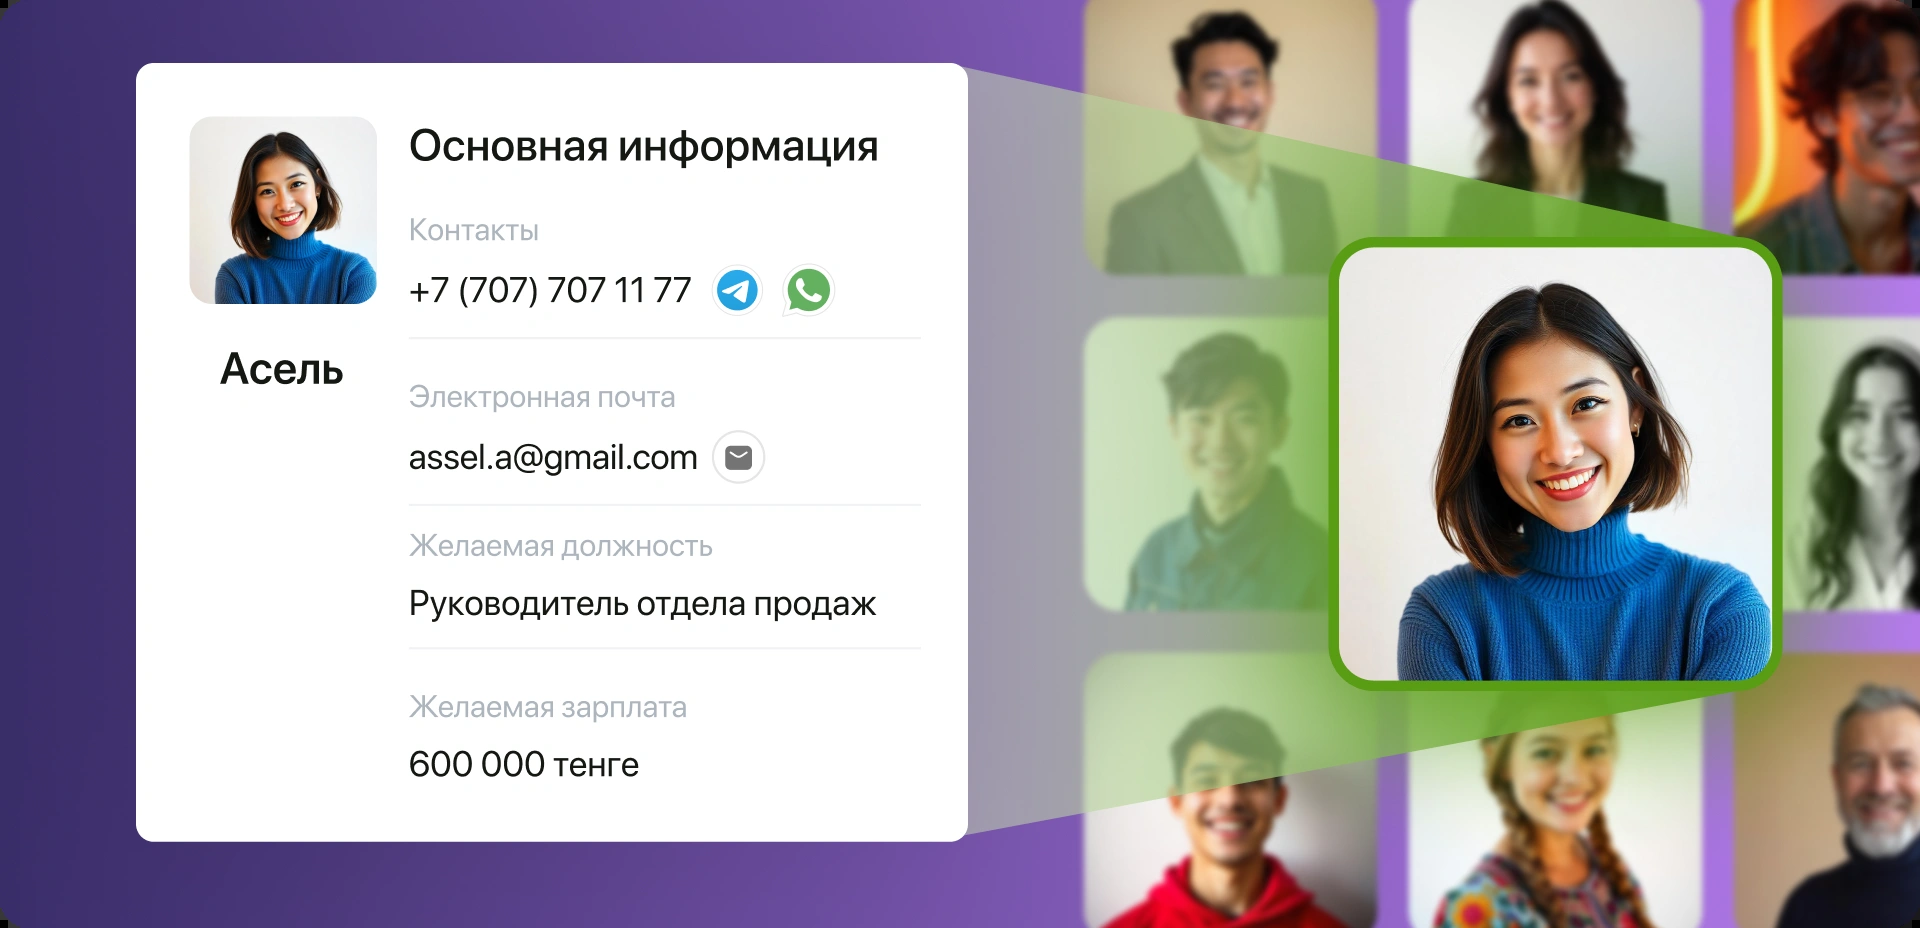 Основная информация
Контакты
+7 (707) 707 11 77
Асель
Электронная почта
assel.a@gmail.com
Желаемая должность
Руководитель отдела продаж
Желаемая зарплата
600 000 тенге